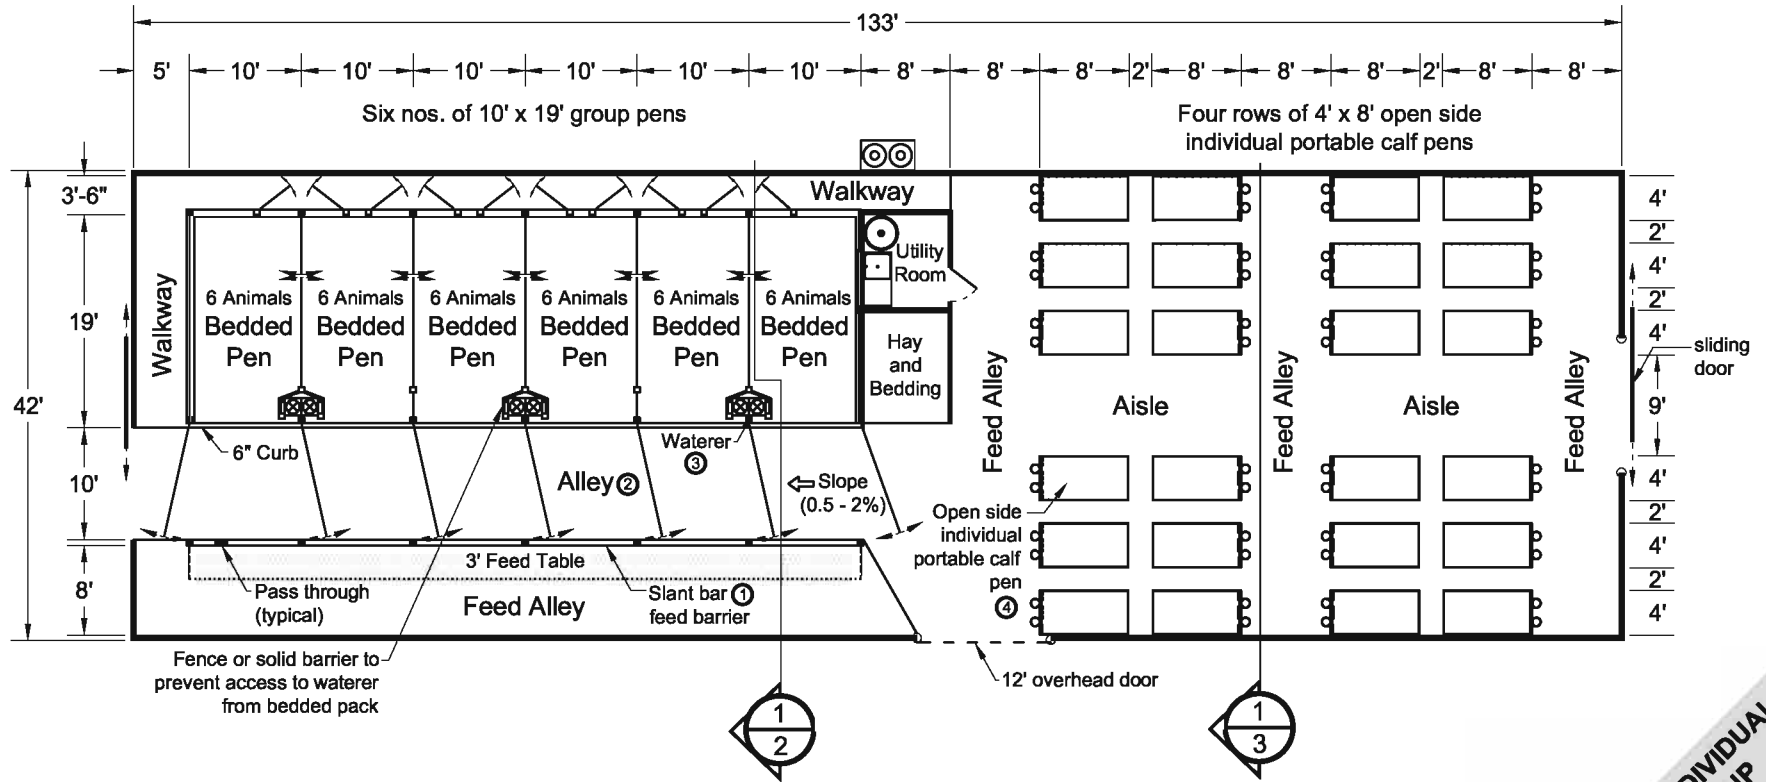 133'
5'
10'
10'
10'
10'
10'
10'
8'
8'
8'
2'
8'
8'
8'
2'
8'
8'
Six nos. of 10' x 19' group pens
Four rows of 4' x 8' open side
individual portable calf pens
3'-6"
19'
42'
10'
8'
Walkway
Walkway
6 Animals
Bedded
Pen
6 Animals
Bedded
Pen
6 Animals
Bedded
Pen
6 Animals
Bedded
Pen
6 Animals
Bedded
Pen
6 Animals
Bedded
Pen
Utility
Room
Hay
and
Bedding
Feed Alley
Aisle
Feed Alley
Aisle
Feed Alley
4'
2'
4'
2'
4'
9'
4'
2'
4'
2'
4'
sliding
door
6" Curb
Waterer
3
Alley 2
Slope
(0.5 - 2%)
Open side
individual
portable calf
pen
4
3' Feed Table
Pass through
(typical)
Slant bar 1
feed barrier
Feed Alley
Fence or solid barrier to
prevent access to waterer
from bedded pack
12' overhead door
1
2
1
3